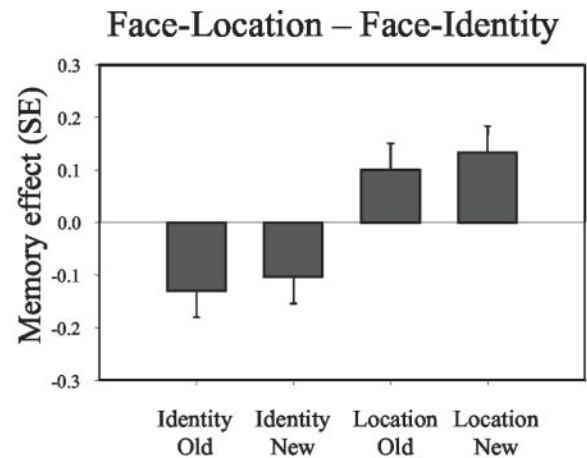 Face-Location – Face-Identity
Memory effect (SE)
0.3
0.2
0.1
0.0
-0.1
-0.2
-0.3
Identity Old
Identity New
Location Old
Location New